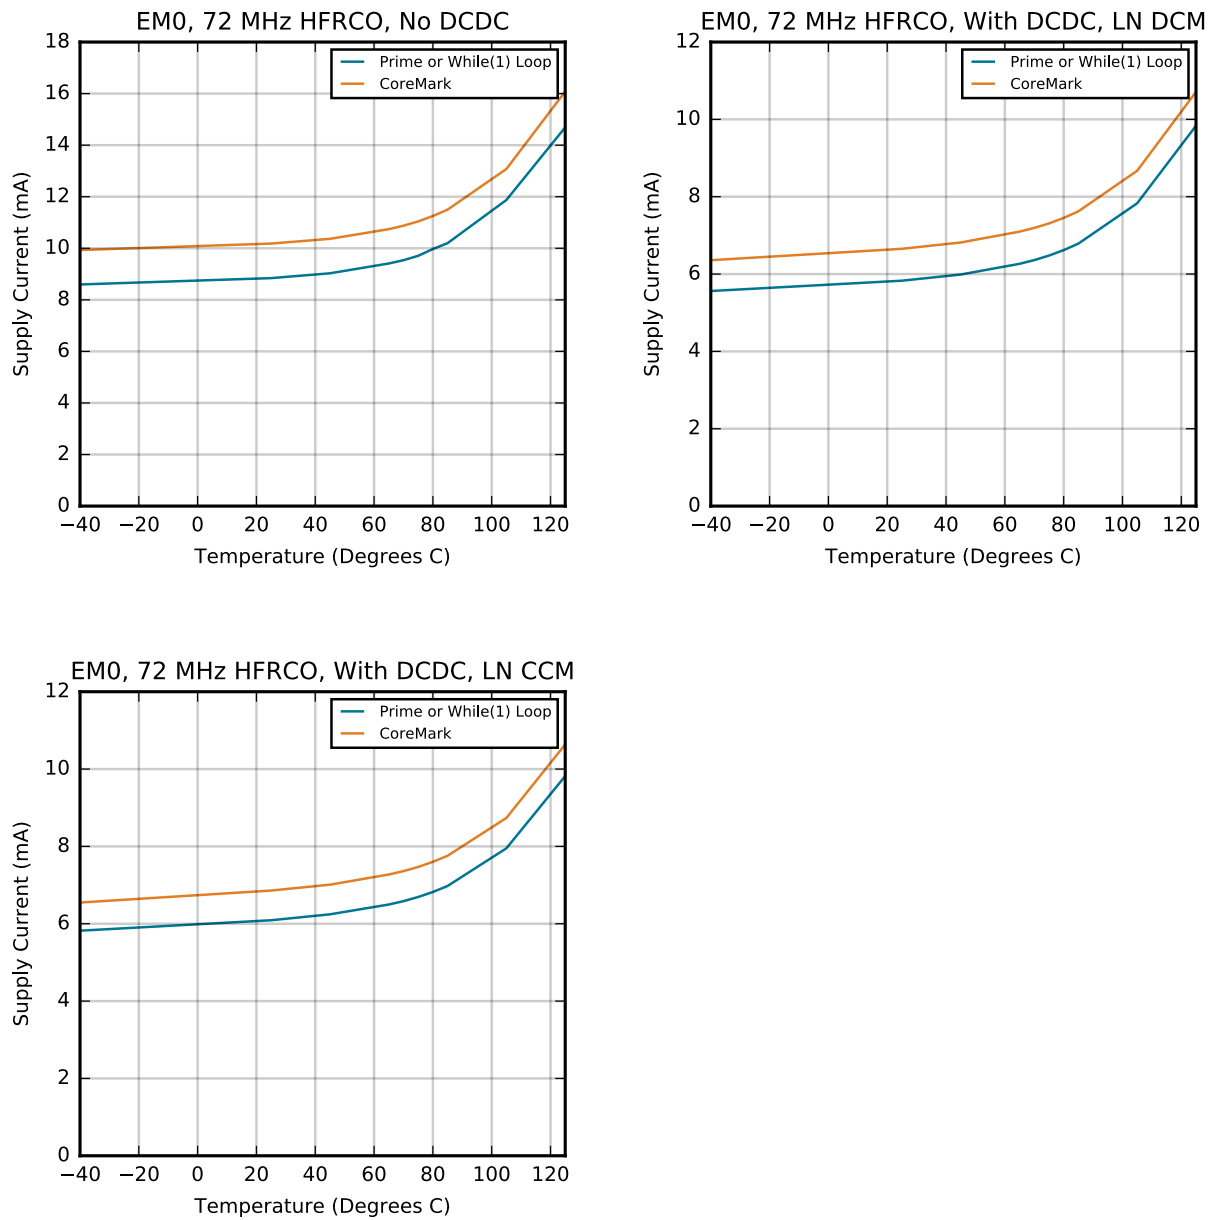 EM0, 72 MHz HFRCO, No DCDC
18
16
14
12
10
8
6
4
2
0
Supply Current (mA)
Prime or While(1) Loop
CoreMark
−40 −20 0 20 40 60 80 100 120
Temperature (Degrees C)
EM0, 72 MHz HFRCO, With DCDC, LN DCM
12
10
8
6
4
2
0
Supply Current (mA)
Prime or While(1) Loop
CoreMark
−40 −20 0 20 40 60 80 100 120
Temperature (Degrees C)
EM0, 72 MHz HFRCO, With DCDC, LN CCM
12
10
8
6
4
2
0
Supply Current (mA)
Prime or While(1) Loop
CoreMark
−40 −20 0 20 40 60 80 100 120
Temperature (Degrees C)